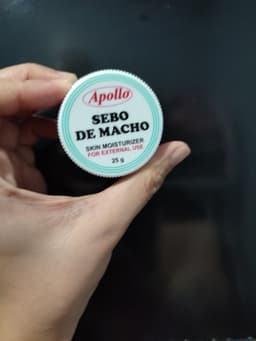 Apollo
SEBO
DE MACHO
SKIN MOISTURIZER
FOR EXTERNAL USE
25 g